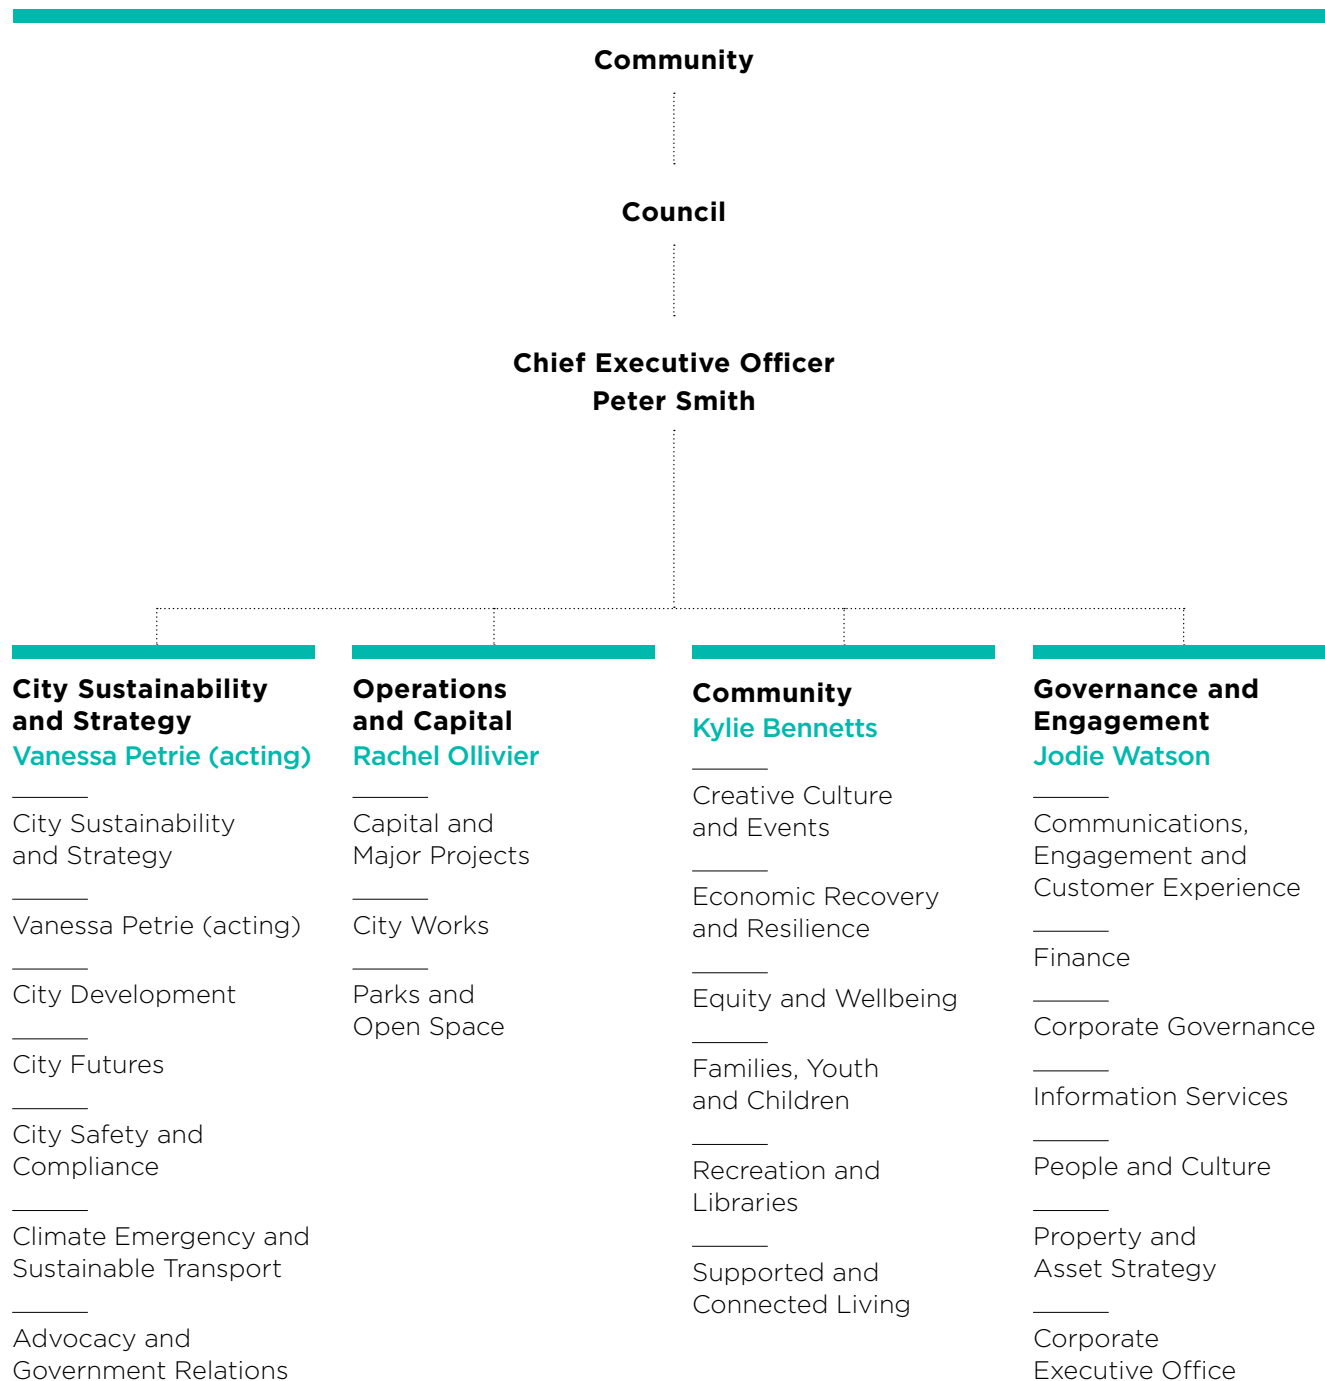 Community
Council
Chief Executive Officer
Peter Smith
City Sustainability
and Strategy
Vanessa Petrie (acting)
City Sustainability
and Strategy
Vanessa Petrie (acting)
City Development
City Futures
City Safety and
Compliance
Climate Emergency and
Sustainable Transport
Advocacy and
Government Relations
Operations
and Capital
Rachel Ollivier
Capital and
Major Projects
City Works
Parks and
Open Space
Community
Kylie Bennetts
Creative Culture
and Events
Economic Recovery
and Resilience
Equity and Wellbeing
Families, Youth
and Children
Recreation and
Libraries
Supported and
Connected Living
Governance and
Engagement
Jodie Watson
Communications,
Engagement and
Customer Experience
Finance
Corporate Governance
Information Services
People and Culture
Property and
Asset Strategy
Corporate
Executive Office